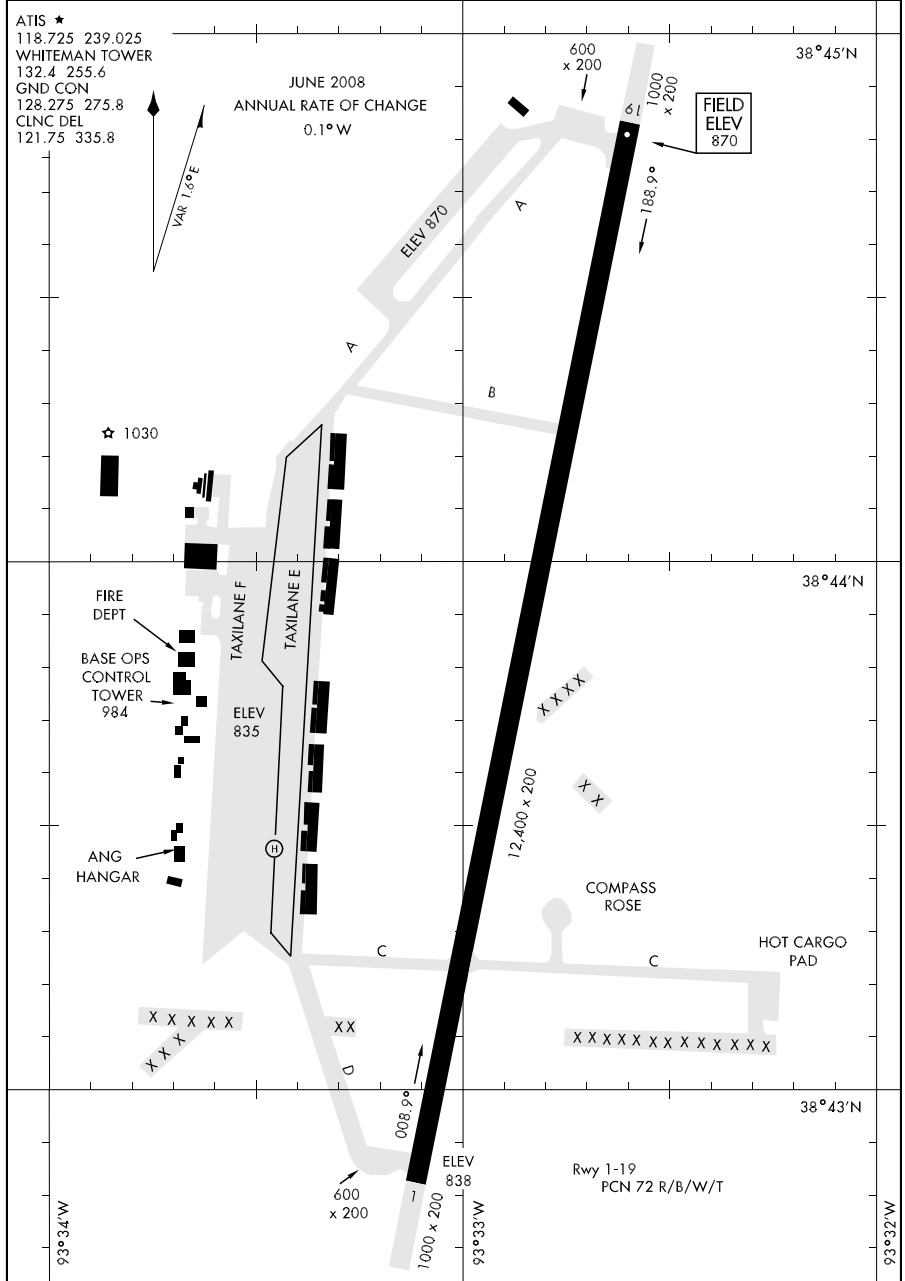 ATIS ★
118.725 239.025
WHITEMAN TOWER
132.4 255.6
GND CON
128.275 275.8
CLNC DEL
121.75 335.8
JUNE 2008
ANNUAL RATE OF CHANGE
0.1° W
VAR 1.6° E
600
x 200
1000
x 200
38°45'N
19
FIELD
ELEV
870
188.9°
ELEV 870
A
A
B
1030
38°44'N
TAXILANE F
TAXILANE E
FIRE
DEPT
BASE OPS
CONTROL
TOWER
984
ELEV
835
X X X X
X X
12,400 x 200
H
ANG
HANGAR
COMPASS
ROSE
HOT CARGO
PAD
C
C
X X X X X
X X X
X X
X X X X X X X X X X X X X X
D
008.9°
38°43'N
ELEV
838
1
600
x 200
1000 x 200
Rwy 1-19
PCN 72 R/B/W/T
93°34'W
93°33'W
93°32'W